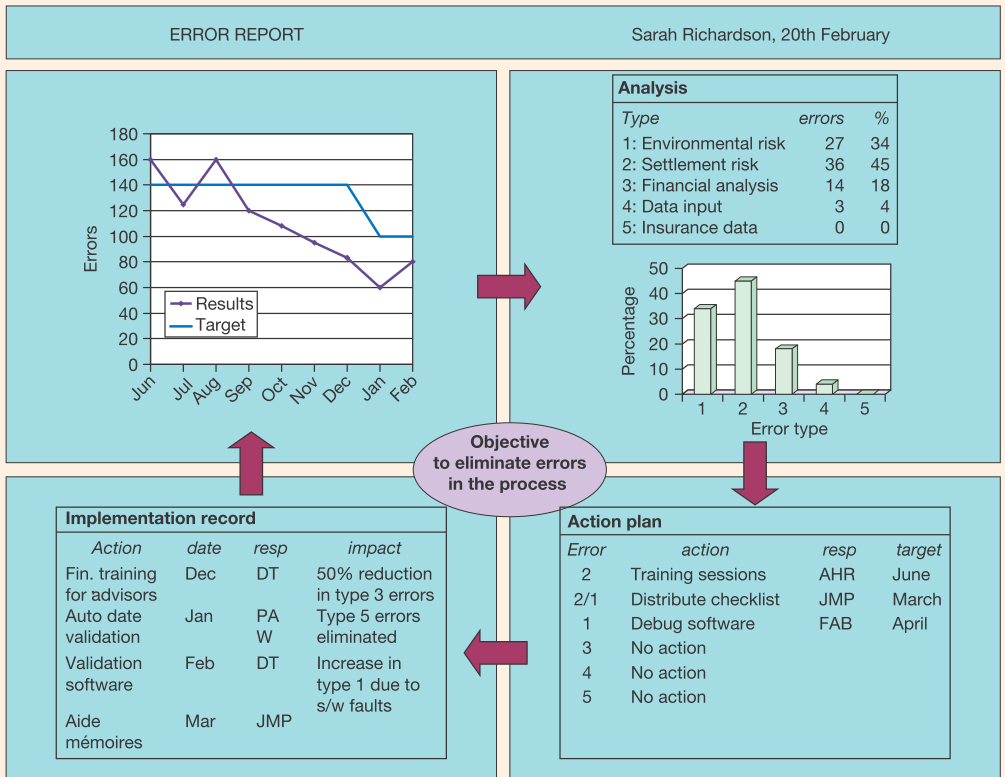 ERROR REPORT
Sarah Richardson, 20th February
Errors
180
160
140
120
100
80
60
40
20
0
Results
Target
Jun Jul Aug Sep Oct Nov Dec Jan Feb
Analysis
Type errors %
1: Environmental risk 27 34
2: Settlement risk 36 45
3: Financial analysis 14 18
4: Data input 3 4
5: Insurance data 0 0
Percentage
50
40
30
20
10
0
1 2 3 4 5
Error type
Objective
to eliminate errors
in the process
Implementation record
Action date resp impact
Fin. training Dec DT 50% reduction
for advisors in type 3 errors
Auto date Jan PA Type 5 errors
validation W eliminated
Validation Feb DT Increase in
software type 1 due to
s/w faults
Aide Mar JMP
mémoires
Action plan
Error action resp target
2 Training sessions AHR June
2/1 Distribute checklist JMP March
1 Debug software FAB April
3 No action
4 No action
5 No action